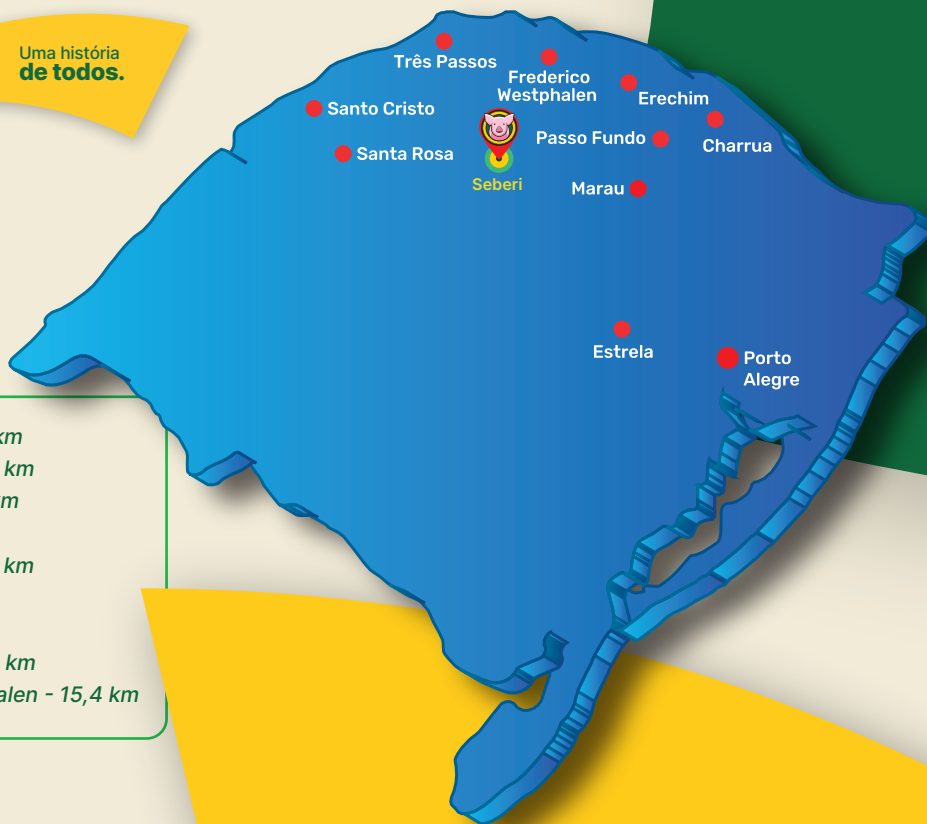 Uma história
de todos.
Três Passos
Frederico
Westphalen
Erechim
Santo Cristo
Charrua
Passo Fundo
Santa Rosa
Seberi
Marau
Estrela
Porto
Alegre
km
km
km
km
km
alen - 15,4 km